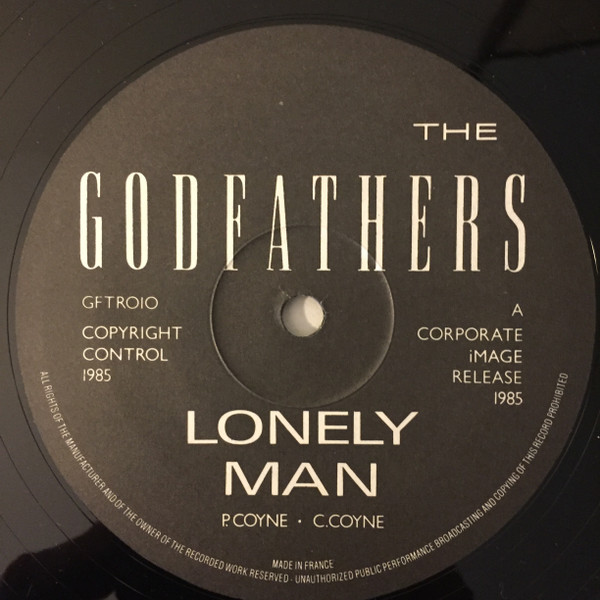 THE
GODFATHERS
GFTR010
COPYRIGHT
CONTROL
1985
A
CORPORATE
iMAGE
RELEASE
1985
LONELY
MAN
P.COYNE · C.COYNE
MADE IN FRANCE
ALL RIGHTS OF THE MANUFACTURER AND OF THE OWNER OF THE RECORDED WORK RESERVED - UNAUTHORIZED PUBLIC PERFORMANCE BROADCASTING AND COPYING OF THIS RECORD PROHIBITED